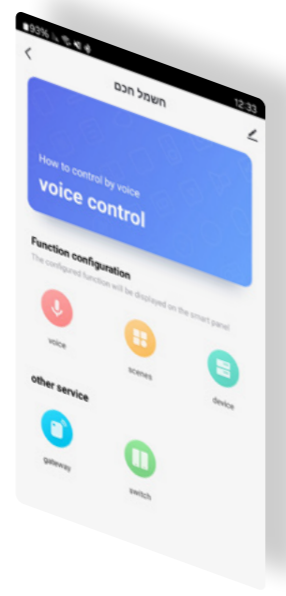 93% 12:33
חשמל חכם
How to control by voice
voice control
Function configuration
The configured function will be displayed on the smart panel
voice scenes device
other service
gateway switch